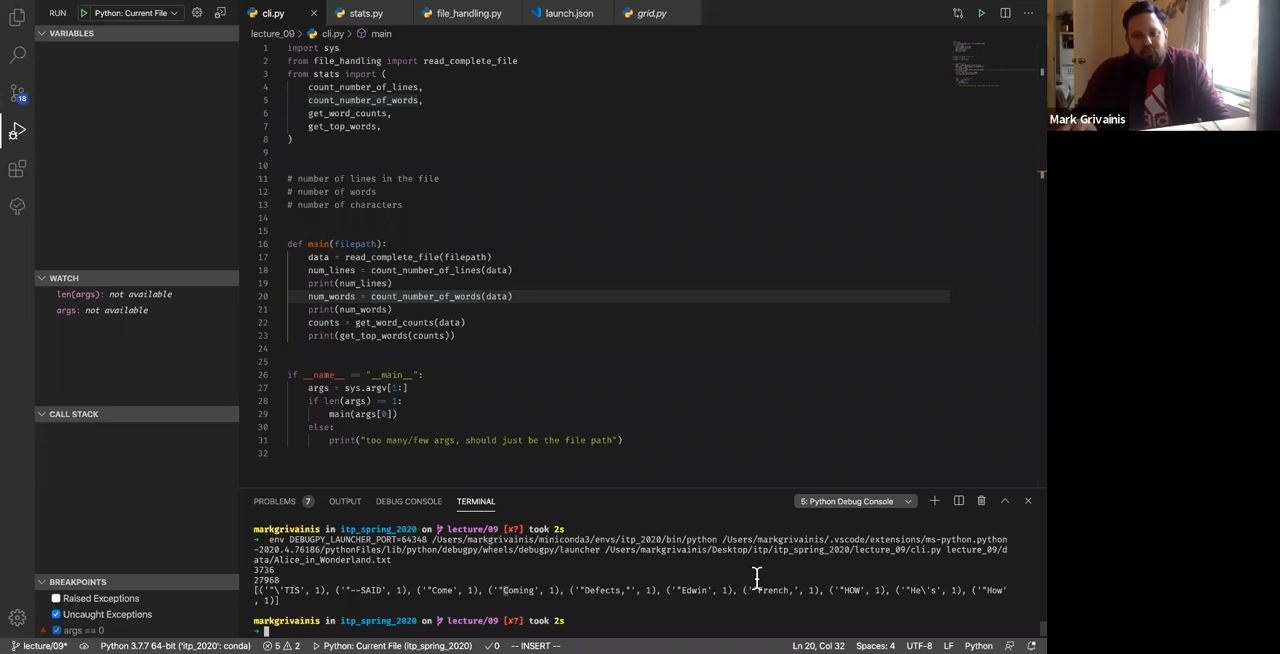 RUN Python: Current File cli.py stats.py file_handling.py launch.json grid.py
VARIABLES
lecture_09 > cli.py > main
1 import sys
2 from file_handling import read_complete_file
3 from stats import (
4 count_number_of_lines,
5 count_number_of_words,
6 get_word_counts,
7 get_top_words,
8 )
9
10
11 # number of lines in the file
12 # number of words
13 # number of characters
14
15
16 def main(filepath):
17 data = read_complete_file(filepath)
18 num_lines = count_number_of_lines(data)
19 print(num_lines)
20 num_words = count_number_of_words(data)
21 print(num_words)
22 counts = get_word_counts(data)
23 print(get_top_words(counts))
24
25
26 if __name__ == "__main__":
27 args = sys.argv[1:]
28 if len(args) == 1:
29 main(args[0])
30 else:
31 print("too many/few args, should just be the file path")
32
18
WATCH
len(args): not available
args: not available
CALL STACK
BREAKPOINTS
Raised Exceptions
Uncaught Exceptions
args == 0
PROBLEMS 7 OUTPUT DEBUG CONSOLE TERMINAL 5: Python Debug Console
markgrivainis in itp_spring_2020 on lecture/09 [✘?] took 2s
→ env DEBUGPY_LAUNCHER_PORT=64348 /Users/markgrivainis/miniconda3/envs/itp_2020/bin/python /Users/markgrivainis/.vscode/extensions/ms-python.python
-2020.4.76186/pythonFiles/lib/python/debugpy/wheels/debugpy/launcher /Users/markgrivainis/Desktop/itp/itp_spring_2020/lecture_09/cli.py lecture_09/d
ata/Alice_in_Wonderland.txt
3736
27968
[('"\'TIS', 1), ('"--SAID', 1), ('"Come', 1), ('"Coming', 1), ('"Defects,"', 1), ('"Edwin', 1), ('"French,', 1), ('"HOW', 1), ('"He\'s', 1), ('"How'
, 1)]
markgrivainis in itp_spring_2020 on lecture/09 [✘?] took 2s
→
lecture/09* Python 3.7.7 64-bit ('itp_2020': conda) 5 2 Python: Current File (itp_spring_2020) 0 -- INSERT -- Ln 20, Col 32 Spaces: 4 UTF-8 LF Python
Mark Grivainis